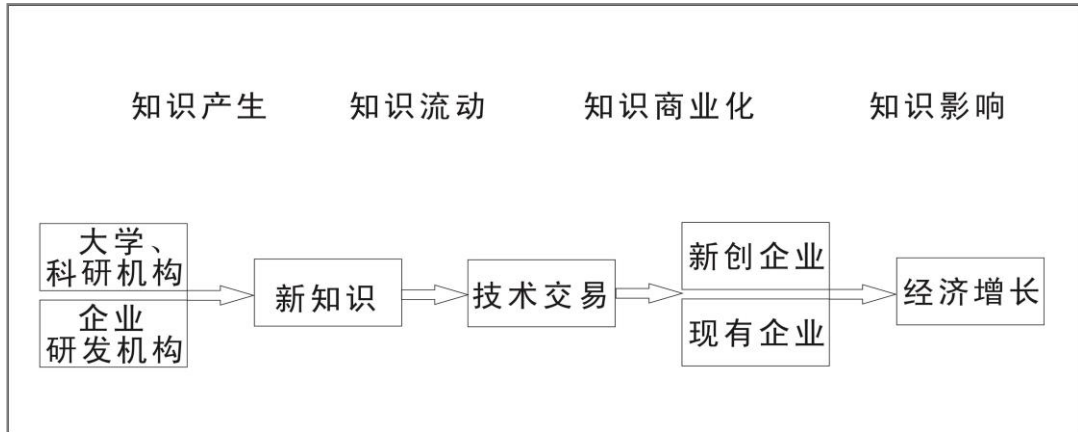 知识产生 知识流动 知识商业化 知识影响
大学、
科研机构
企业
研发机构
新知识
技术交易
新创企业
现有企业
经济增长